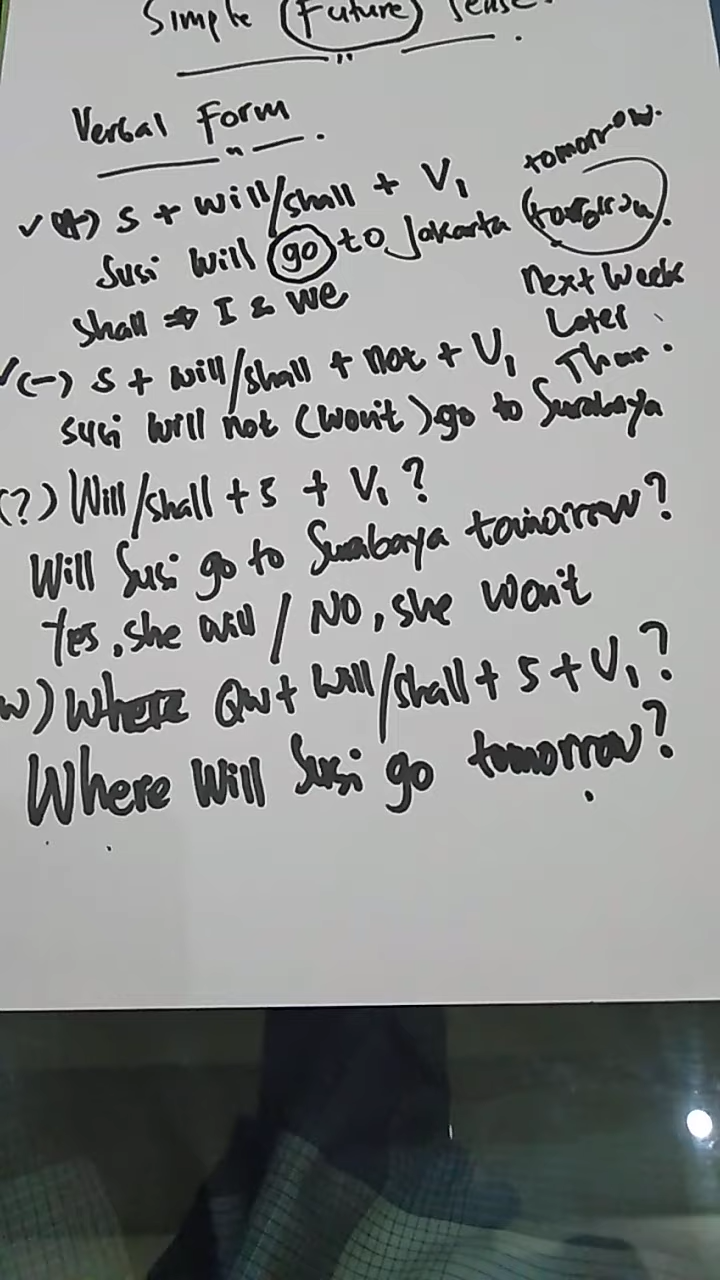 Simple Future Tense.
Verbal Form
tomorrow.
(+) S + will/shall + V1
Susi will go to Jakarta tomorrow.
Shall ⇒ I & we
Next week
Later
(-) S + will/shall + not + V1
Susi will not (won't) go to Surabaya
(?) Will/shall + S + V1?
Will Susi go to Surabaya tomorrow?
Yes, she will / No, she won't
W) Where QW + will/shall + S + V1?
Where Will Susi go tomorrow?